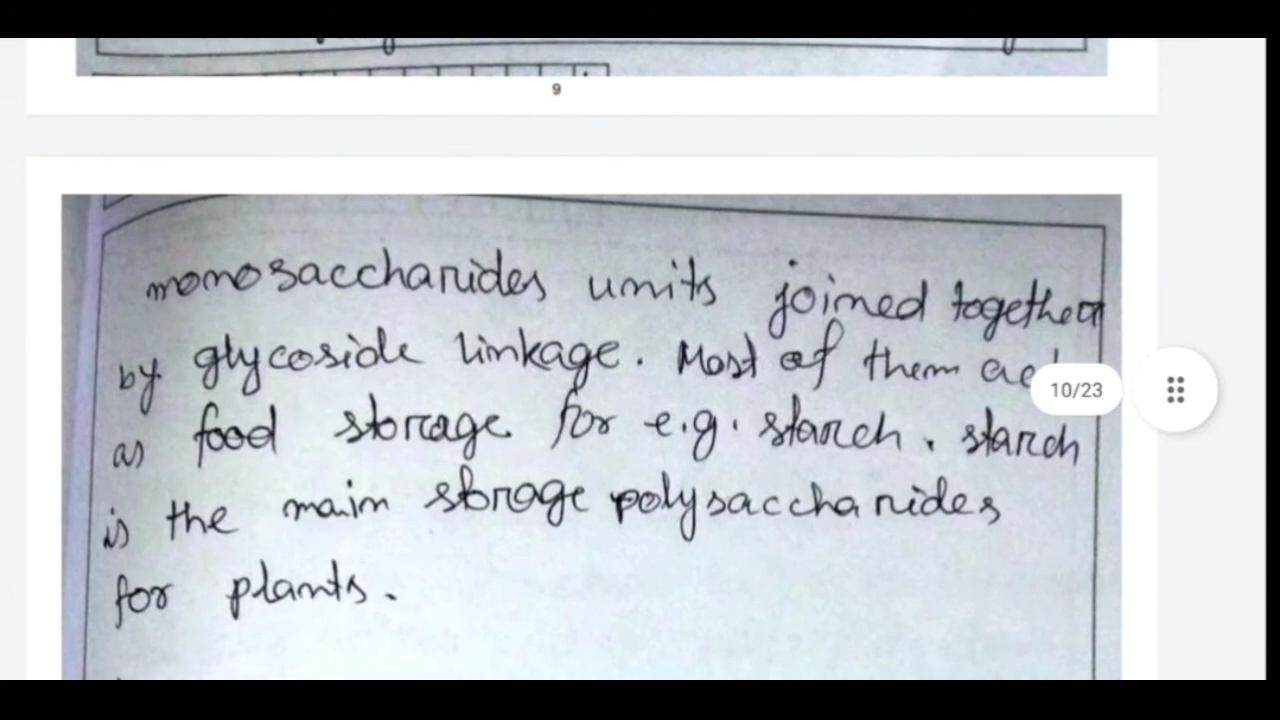 9
monosaccharides units joined together
by glycoside linkage. Most of them act
10/23
as food storage for e.g. starch. starch
is the main storage polysaccharides
for plants.